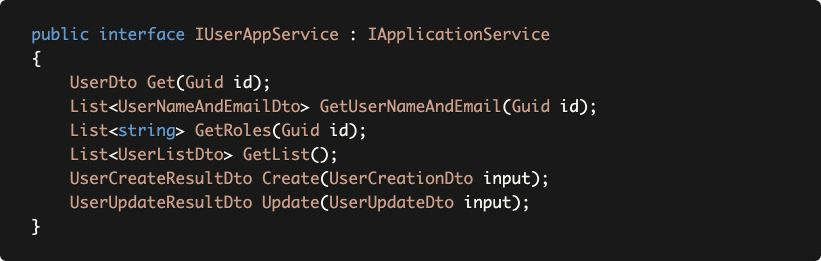 public interface IUserAppService : IApplicationService
{
    UserDto Get(Guid id);
    List<UserNameAndEmailDto> GetUserNameAndEmail(Guid id);
    List<string> GetRoles(Guid id);
    List<UserListDto> GetList();
    UserCreateResultDto Create(UserCreationDto input);
    UserUpdateResultDto Update(UserUpdateDto input);
}